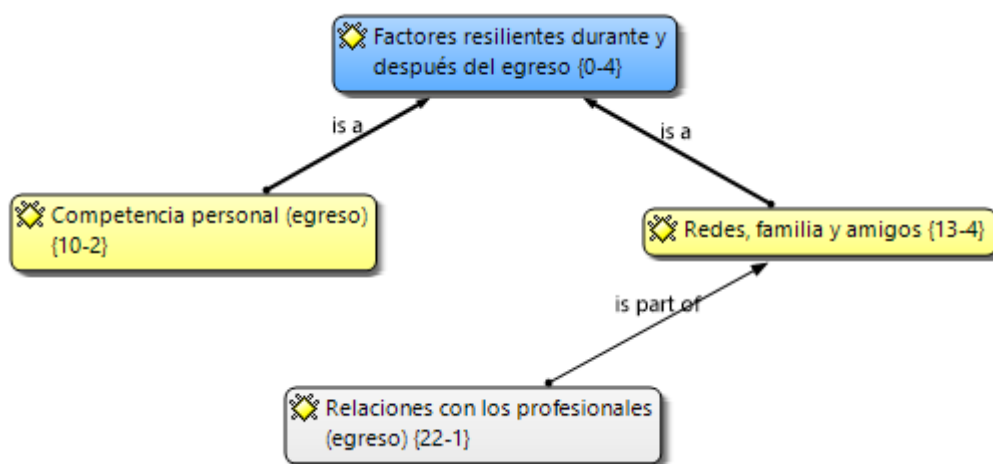 Factores resilientes durante y
después del egreso {0-4}
is a
is a
Competencia personal (egreso)
{10-2}
Redes, familia y amigos {13-4}
is part of
Relaciones con los profesionales
(egreso) {22-1}